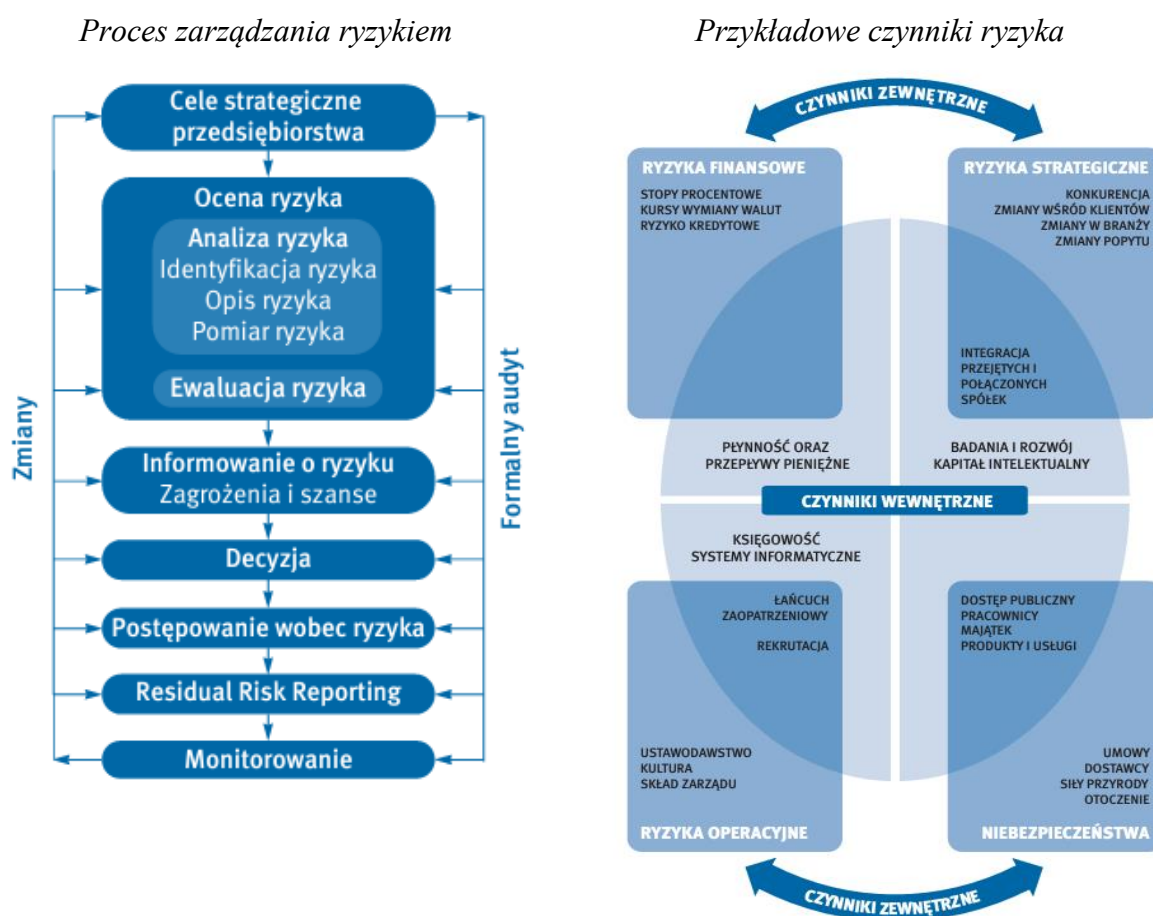 Proces zarządzania ryzykiem
Cele strategiczne
przedsiębiorstwa
Ocena ryzyka
Analiza ryzyka
Identyfikacja ryzyka
Opis ryzyka
Pomiar ryzyka
Ewaluacja ryzyka
Informowanie o ryzyku
Zagrożenia i szanse
Decyzja
Postępowanie wobec ryzyka
Residual Risk Reporting
Monitorowanie
Zmiany
Formalny audyt
Przykładowe czynniki ryzyka
CZYNNIKI ZEWNĘTRZNE
RYZYKA FINANSOWE
STOPY PROCENTOWE
KURSY WYMIANY WALUT
RYZYKO KREDYTOWE
RYZYKA STRATEGICZNE
KONKURENCJA
ZMIANY WŚRÓD KLIENTÓW
ZMIANY W BRANŻY
ZMIANY POPYTU
INTEGRACJA
PRZEJĘTYCH I
POŁĄCZONYCH
SPÓŁEK
PŁYNNOŚĆ ORAZ
PRZEPŁYWY PIENIĘŻNE
BADANIA I ROZWÓJ
KAPITAŁ INTELEKTUALNY
CZYNNIKI WEWNĘTRZNE
KSIĘGOWOŚĆ
SYSTEMY INFORMATYCZNE
ŁAŃCUCH
ZAOPATRZENIOWY
REKRUTACJA
DOSTĘP PUBLICZNY
PRACOWNICY
MAJĄTEK
PRODUKTY I USŁUGI
USTAWODAWSTWO
KULTURA
SKŁAD ZARZĄDU
RYZYKA OPERACYJNE
UMOWY
DOSTAWCY
SIŁY PRZYRODY
OTOCZENIE
NIEBEZPIECZEŃSTWA
CZYNNIKI ZEWNĘTRZNE